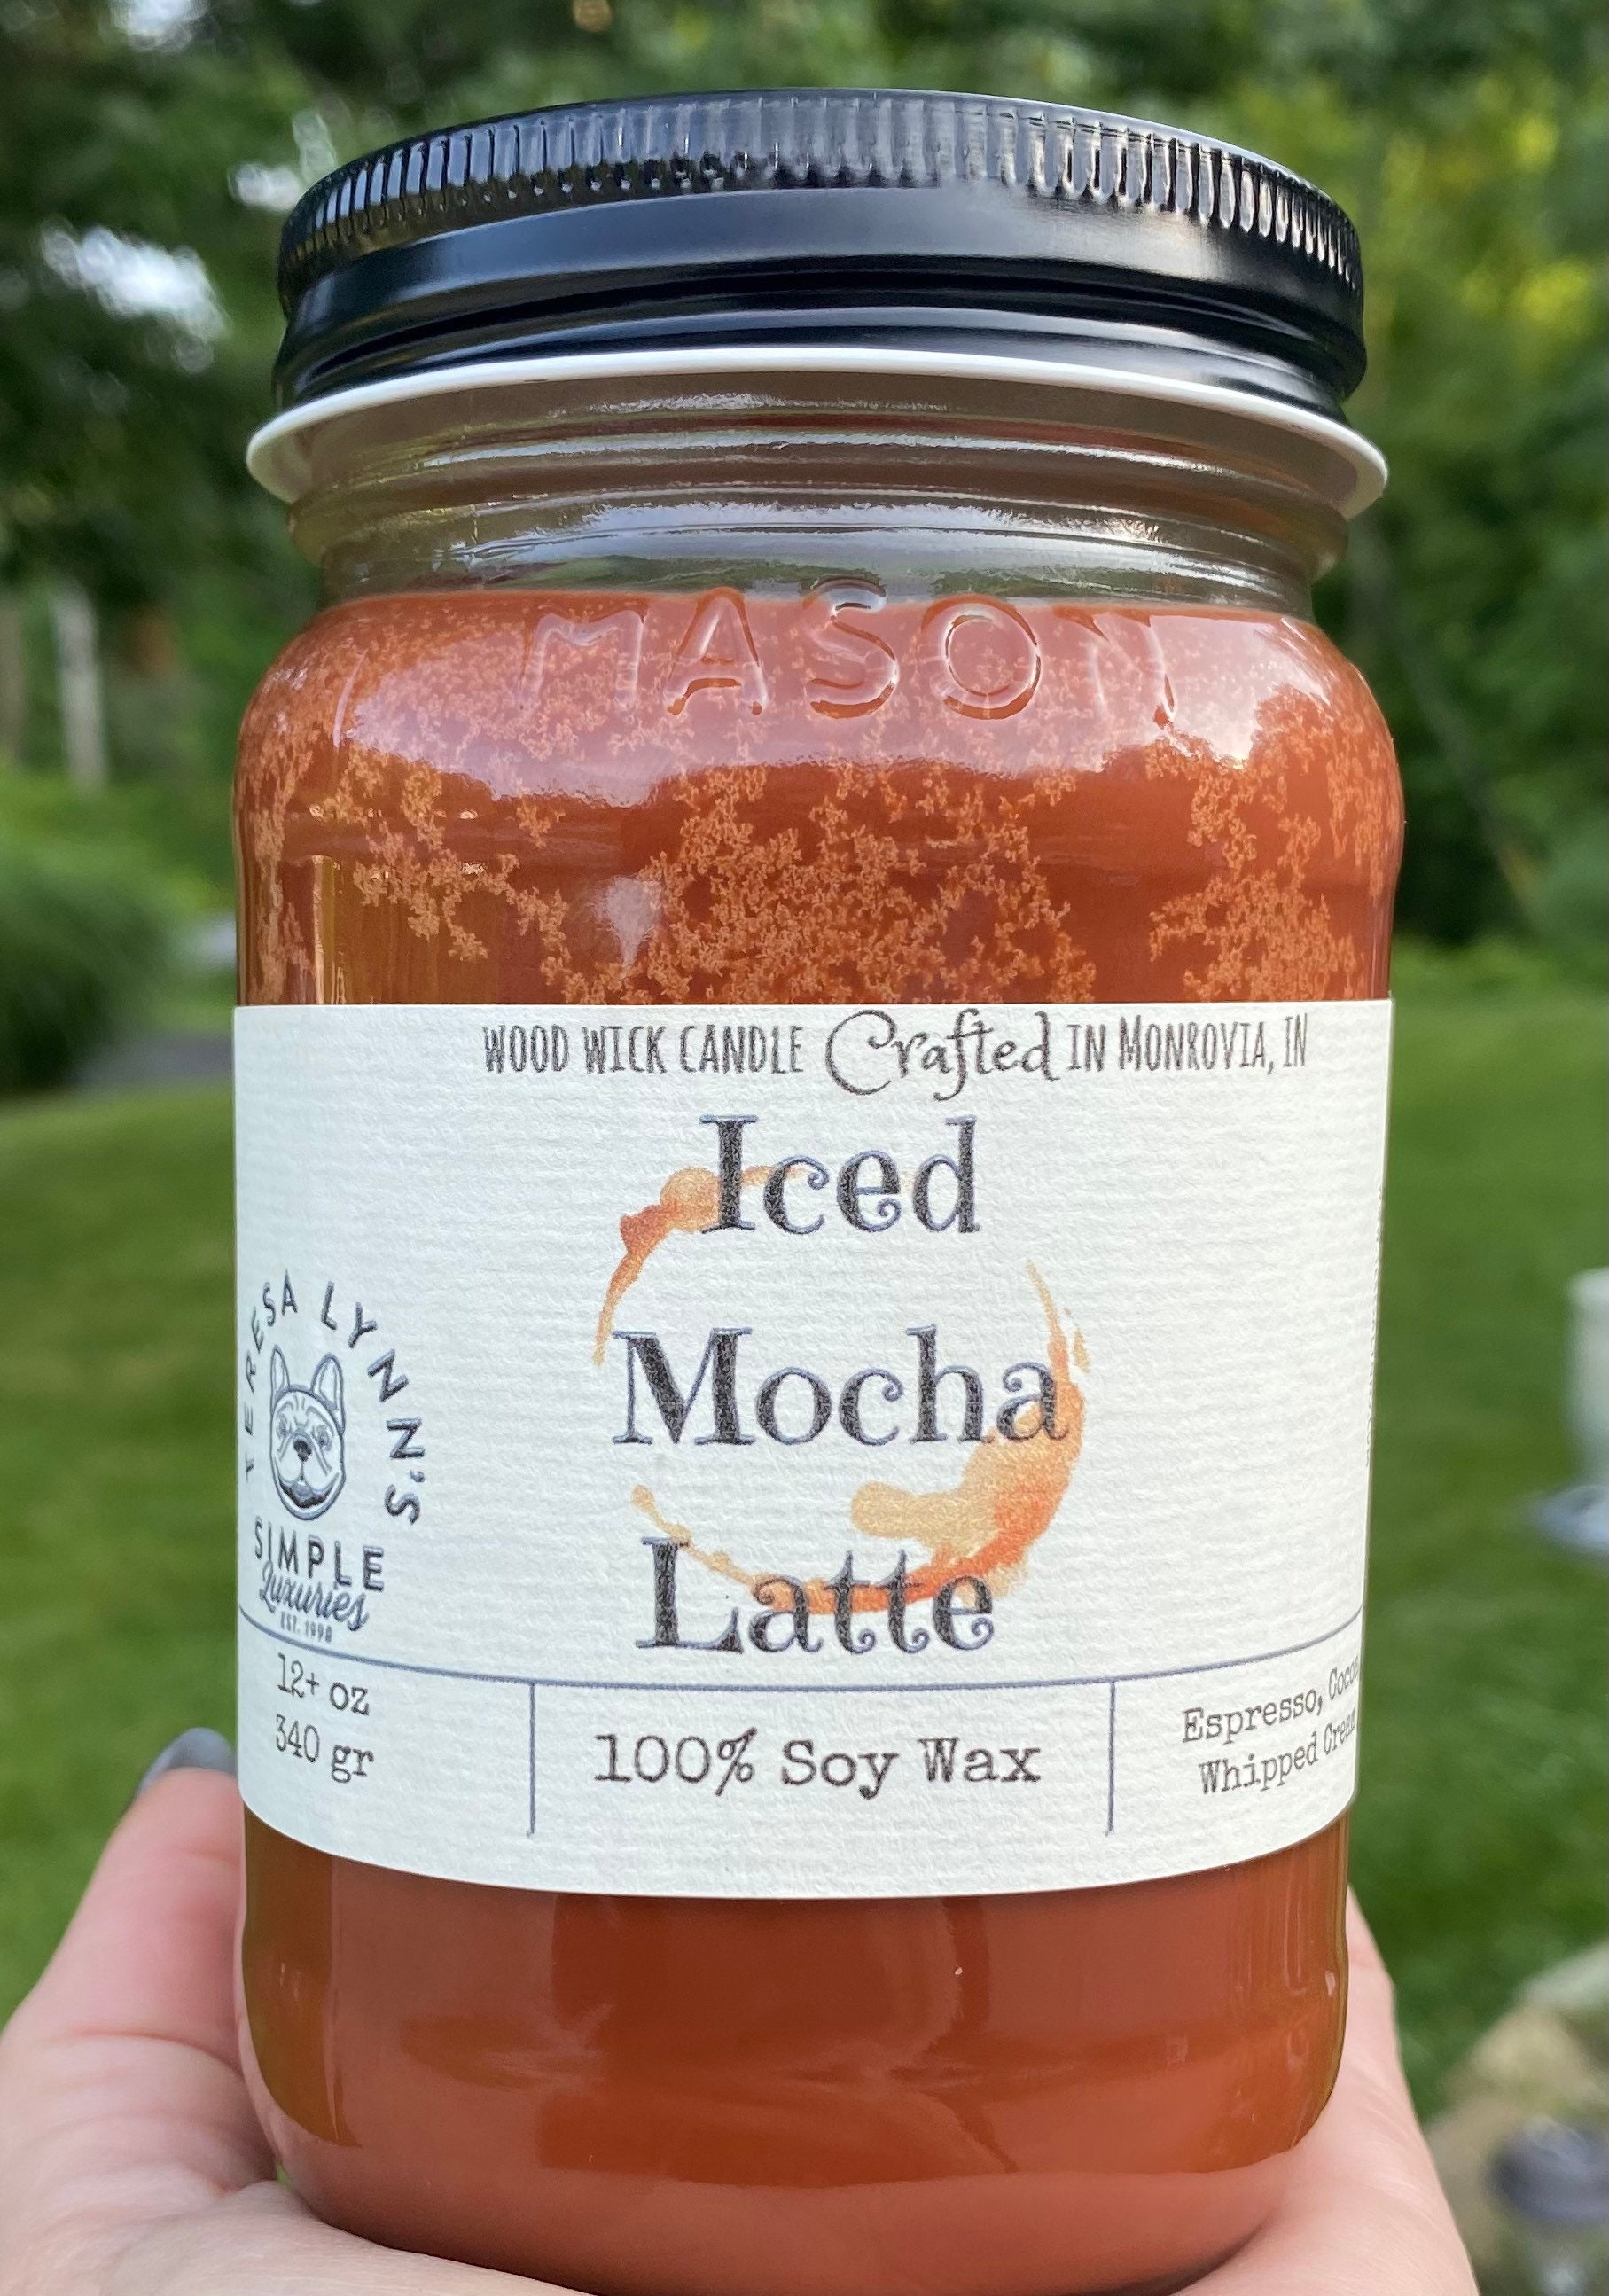 MASON
WOOD WICK CANDLE Crafted IN MONROVIA, IN
Iced
Mocha
Latte
TERESA LYNN'S
SIMPLE
Luxuries
EST. 1998
12+ oz
340 gr
100% Soy Wax
Espresso,
Whipped